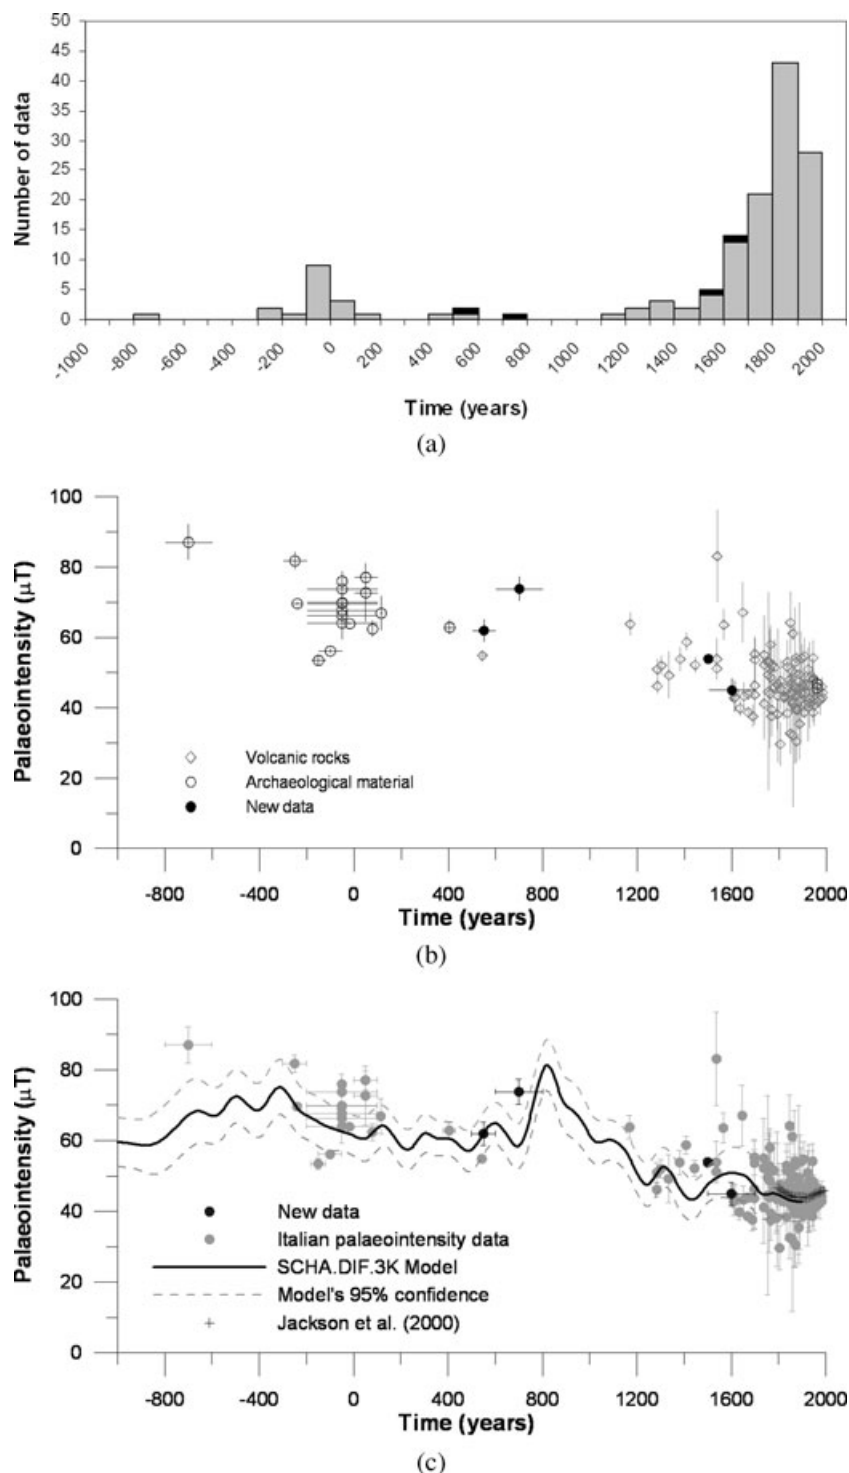 50
45
40
35
30
25
20
15
10
5
0
Number of data
-1000 -800 -600 -400 -200 0 200 400 600 800 1000 1200 1400 1600 1800 2000
Time (years)
(a)
100
80
60
40
20
0
Palaeointensity (μT)
Volcanic rocks
Archaeological material
New data
-800 -400 0 400 800 1200 1600 2000
Time (years)
(b)
100
80
60
40
20
0
Palaeointensity (μT)
New data
Italian palaeointensity data
SCHA.DIF.3K Model
Model's 95% confidence
Jackson et al. (2000)
-800 -400 0 400 800 1200 1600 2000
Time (years)
(c)